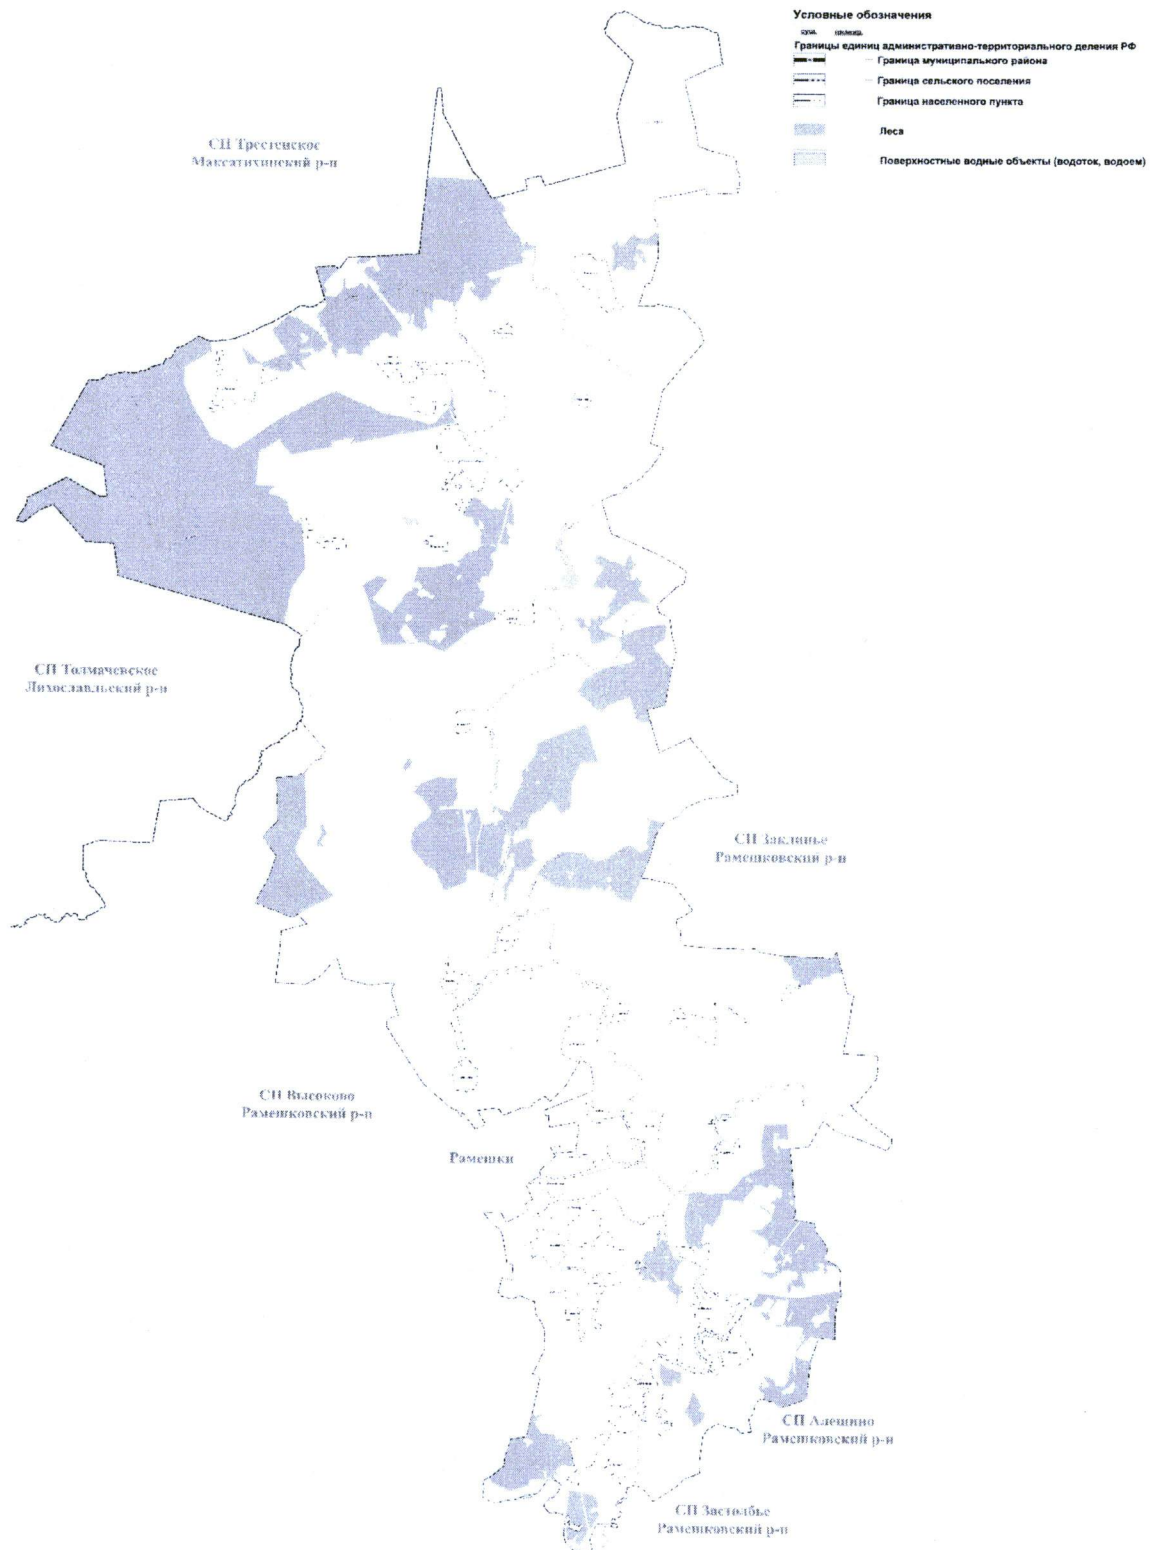 Условные обозначения
сущ. проект.
Границы единиц административно-территориального деления РФ
Граница муниципального района
Граница сельского поселения
Граница населенного пункта
Леса
Поверхностные водные объекты (водоток, водоем)
СП Трестенское
Максатихинский р-н
СП Толмачевское
Лихославльский р-н
СП Заклинье
Рамешковский р-н
СП Высоково
Рамешковский р-н
Рамешки
СП Алешино
Рамешковский р-н
СП Застолбье
Рамешковский р-н